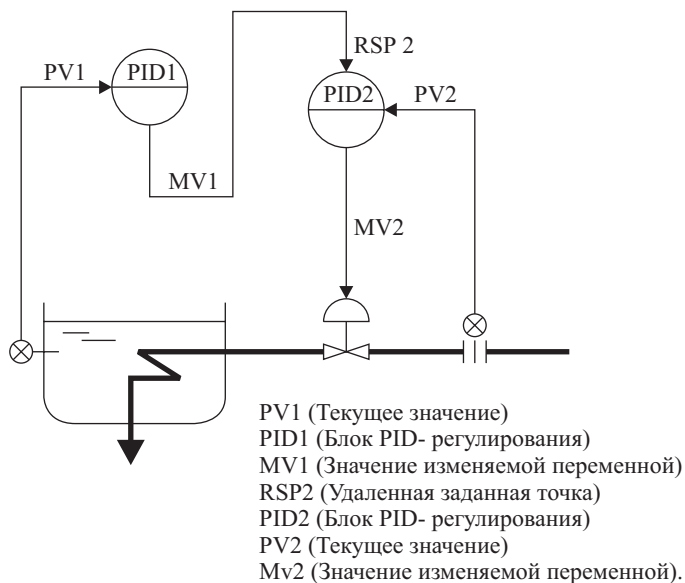 RSP 2
PV1
PID1
PID2
PV2
MV1
MV2
PV1 (Текущее значение)
PID1 (Блок PID- регулирования)
MV1 (Значение изменяемой переменной)
RSP2 (Удаленная заданная точка)
PID2 (Блок PID- регулирования)
PV2 (Текущее значение)
Mv2 (Значение изменяемой переменной).